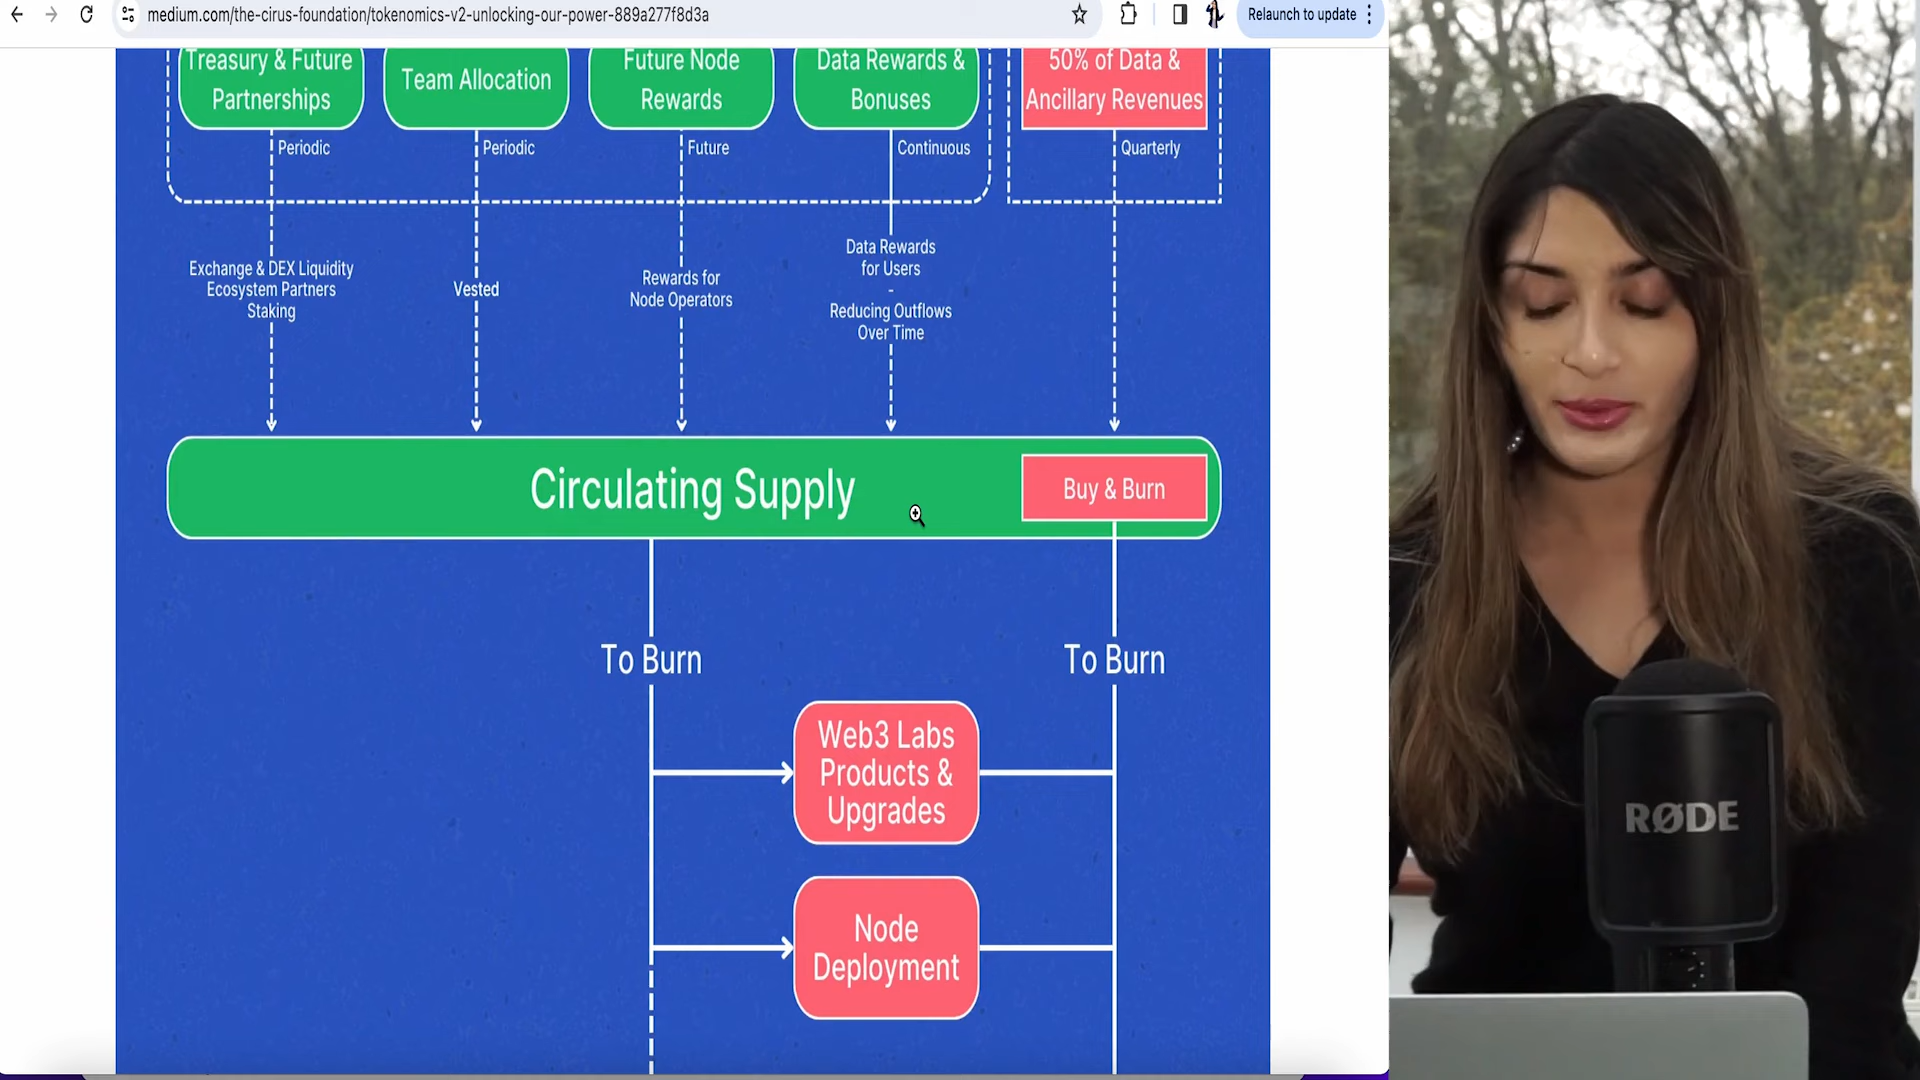 medium.com/the-cirus-foundation/tokenomics-v2-unlocking-our-power-889a277f8d3a
Relaunch to update
Treasury & Future
Partnerships
Team Allocation
Future Node
Rewards
Data Rewards &
Bonuses
50% of Data &
Ancillary Revenues
Periodic
Periodic
Future
Continuous
Quarterly
Exchange & DEX Liquidity
Ecosystem Partners
Staking
Vested
Rewards for
Node Operators
Data Rewards
for Users
-
Reducing Outflows
Over Time
Circulating Supply
Buy & Burn
To Burn
To Burn
Web3 Labs
Products &
Upgrades
Node
Deployment
RØDE